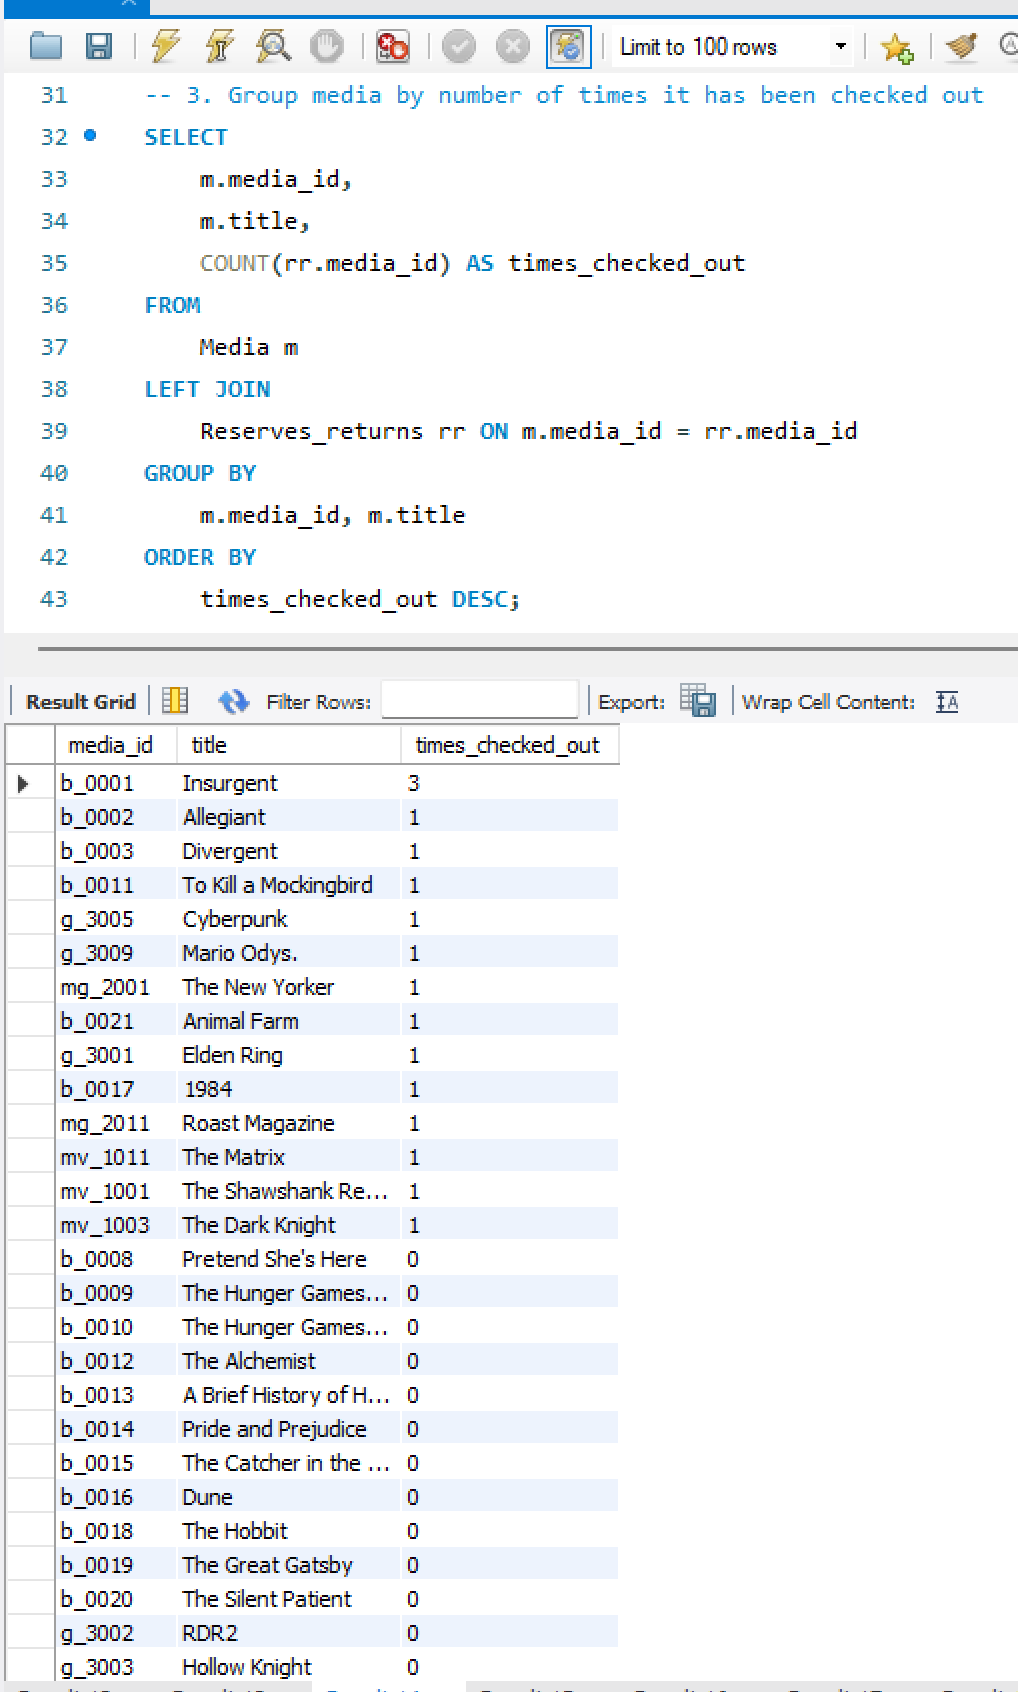 Limit to 100 rows
31 -- 3. Group media by number of times it has been checked out
32 SELECT
33 m.media_id,
34 m.title,
35 COUNT(rr.media_id) AS times_checked_out
36 FROM
37 Media m
38 LEFT JOIN
39 Reserves_returns rr ON m.media_id = rr.media_id
40 GROUP BY
41 m.media_id, m.title
42 ORDER BY
43 times_checked_out DESC;
Result Grid Filter Rows: Export: Wrap Cell Content:
media_id title times_checked_out
b_0001 Insurgent 3
b_0002 Allegiant 1
b_0003 Divergent 1
b_0011 To Kill a Mockingbird 1
g_3005 Cyberpunk 1
g_3009 Mario Odys. 1
mg_2001 The New Yorker 1
b_0021 Animal Farm 1
g_3001 Elden Ring 1
b_0017 1984 1
mg_2011 Roast Magazine 1
mv_1011 The Matrix 1
mv_1001 The Shawshank Re... 1
mv_1003 The Dark Knight 1
b_0008 Pretend She's Here 0
b_0009 The Hunger Games... 0
b_0010 The Hunger Games... 0
b_0012 The Alchemist 0
b_0013 A Brief History of H... 0
b_0014 Pride and Prejudice 0
b_0015 The Catcher in the ... 0
b_0016 Dune 0
b_0018 The Hobbit 0
b_0019 The Great Gatsby 0
b_0020 The Silent Patient 0
g_3002 RDR2 0
g_3003 Hollow Knight 0